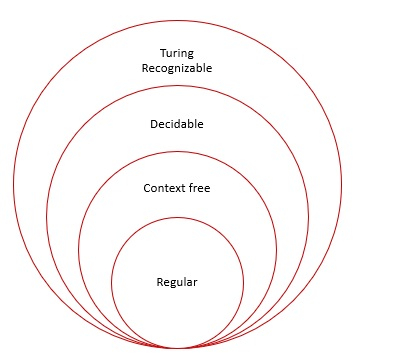 Turing
Recognizable
Decidable
Context free
Regular